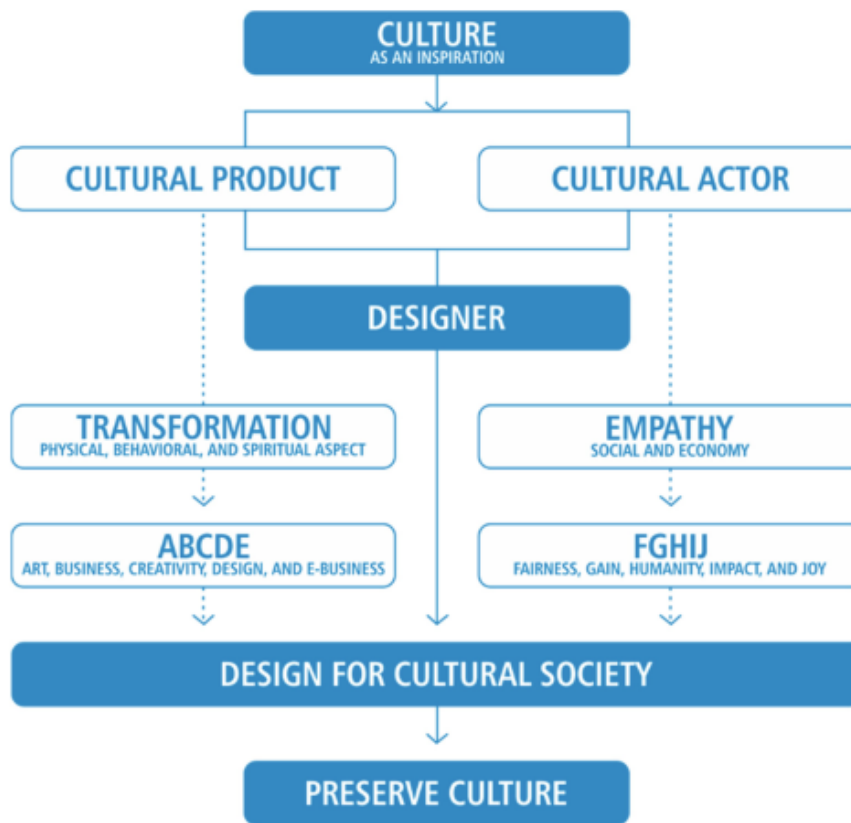 CULTURE
AS AN INSPIRATION
CULTURAL PRODUCT
CULTURAL ACTOR
DESIGNER
TRANSFORMATION
PHYSICAL, BEHAVIORAL, AND SPIRITUAL ASPECT
EMPATHY
SOCIAL AND ECONOMY
ABCDE
ART, BUSINESS, CREATIVITY, DESIGN, AND E-BUSINESS
FGHIJ
FAIRNESS, GAIN, HUMANITY, IMPACT, AND JOY
DESIGN FOR CULTURAL SOCIETY
PRESERVE CULTURE